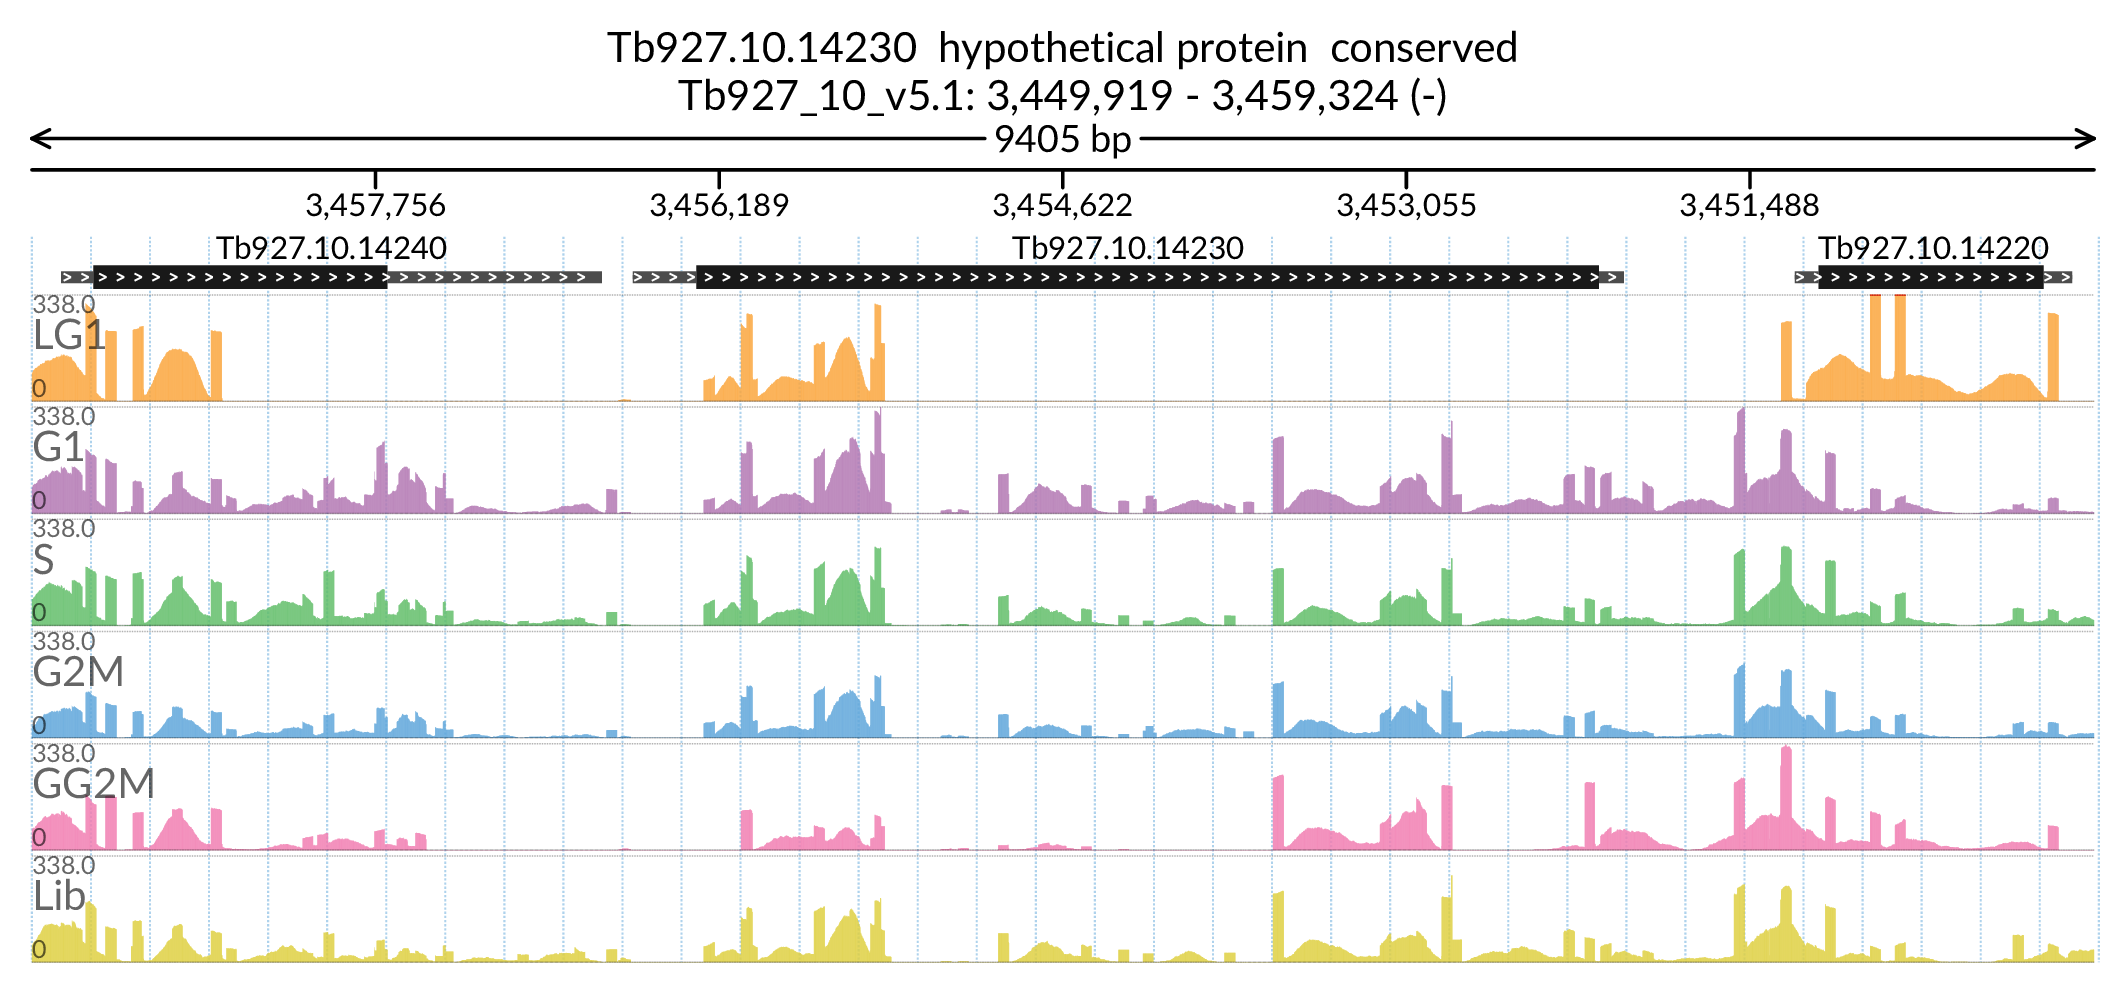 Tb927.10.14230 hypothetical protein conserved
Tb927_10_v5.1: 3,449,919 - 3,459,324 (-)
9405 bp
3,457,756 3,456,189 3,454,622 3,453,055 3,451,488
Tb927.10.14240 Tb927.10.14230 Tb927.10.14220
338.0
LG1
0
338.0
G1
0
338.0
S
0
338.0
G2M
0
338.0
GG2M
0
338.0
Lib
0